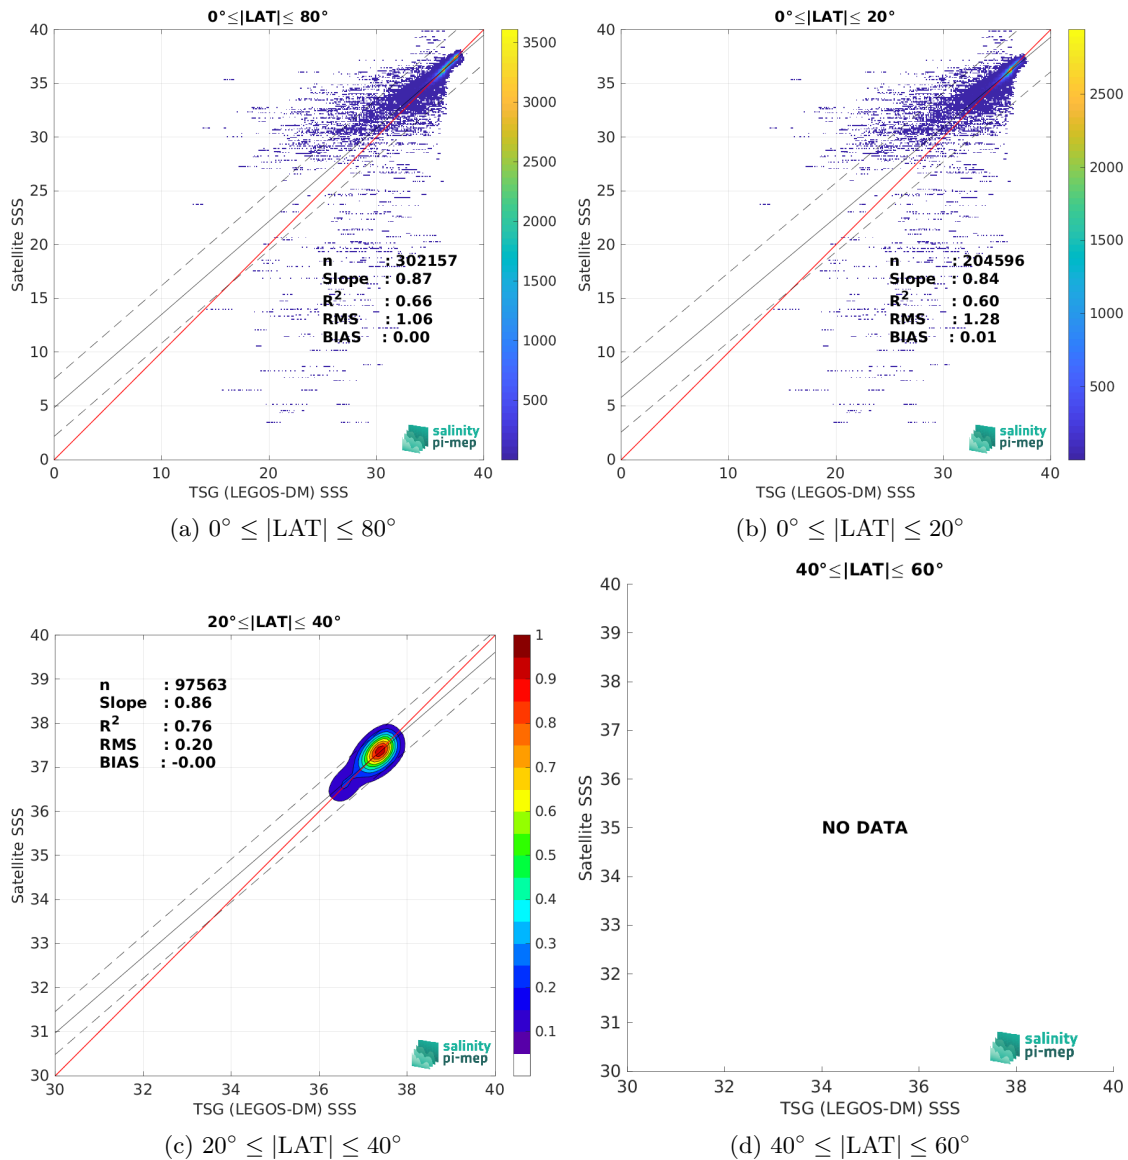 0°≤|LAT|≤ 80°
40
35
30
25
20
15
10
5
0
0
10
20
30
40
Satellite SSS
TSG (LEGOS-DM) SSS
n : 302157
Slope : 0.87
R² : 0.66
RMS : 1.06
BIAS : 0.00
salinity
pi-mep
3500
3000
2500
2000
1500
1000
500
(a) 0° ≤ |LAT| ≤ 80°
0°≤|LAT|≤ 20°
40
35
30
25
20
15
10
5
0
0
10
20
30
40
Satellite SSS
TSG (LEGOS-DM) SSS
n : 204596
Slope : 0.84
R² : 0.60
RMS : 1.28
BIAS : 0.01
salinity
pi-mep
2500
2000
1500
1000
500
(b) 0° ≤ |LAT| ≤ 20°
20°≤|LAT|≤ 40°
40
39
38
37
36
35
34
33
32
31
30
30
32
34
36
38
40
Satellite SSS
TSG (LEGOS-DM) SSS
n : 97563
Slope : 0.86
R² : 0.76
RMS : 0.20
BIAS : -0.00
salinity
pi-mep
1
0.9
0.8
0.7
0.6
0.5
0.4
0.3
0.2
0.1
(c) 20° ≤ |LAT| ≤ 40°
40°≤|LAT|≤ 60°
40
39
38
37
36
35
34
33
32
31
30
30
32
34
36
38
40
Satellite SSS
TSG (LEGOS-DM) SSS
NO DATA
salinity
pi-mep
(d) 40° ≤ |LAT| ≤ 60°